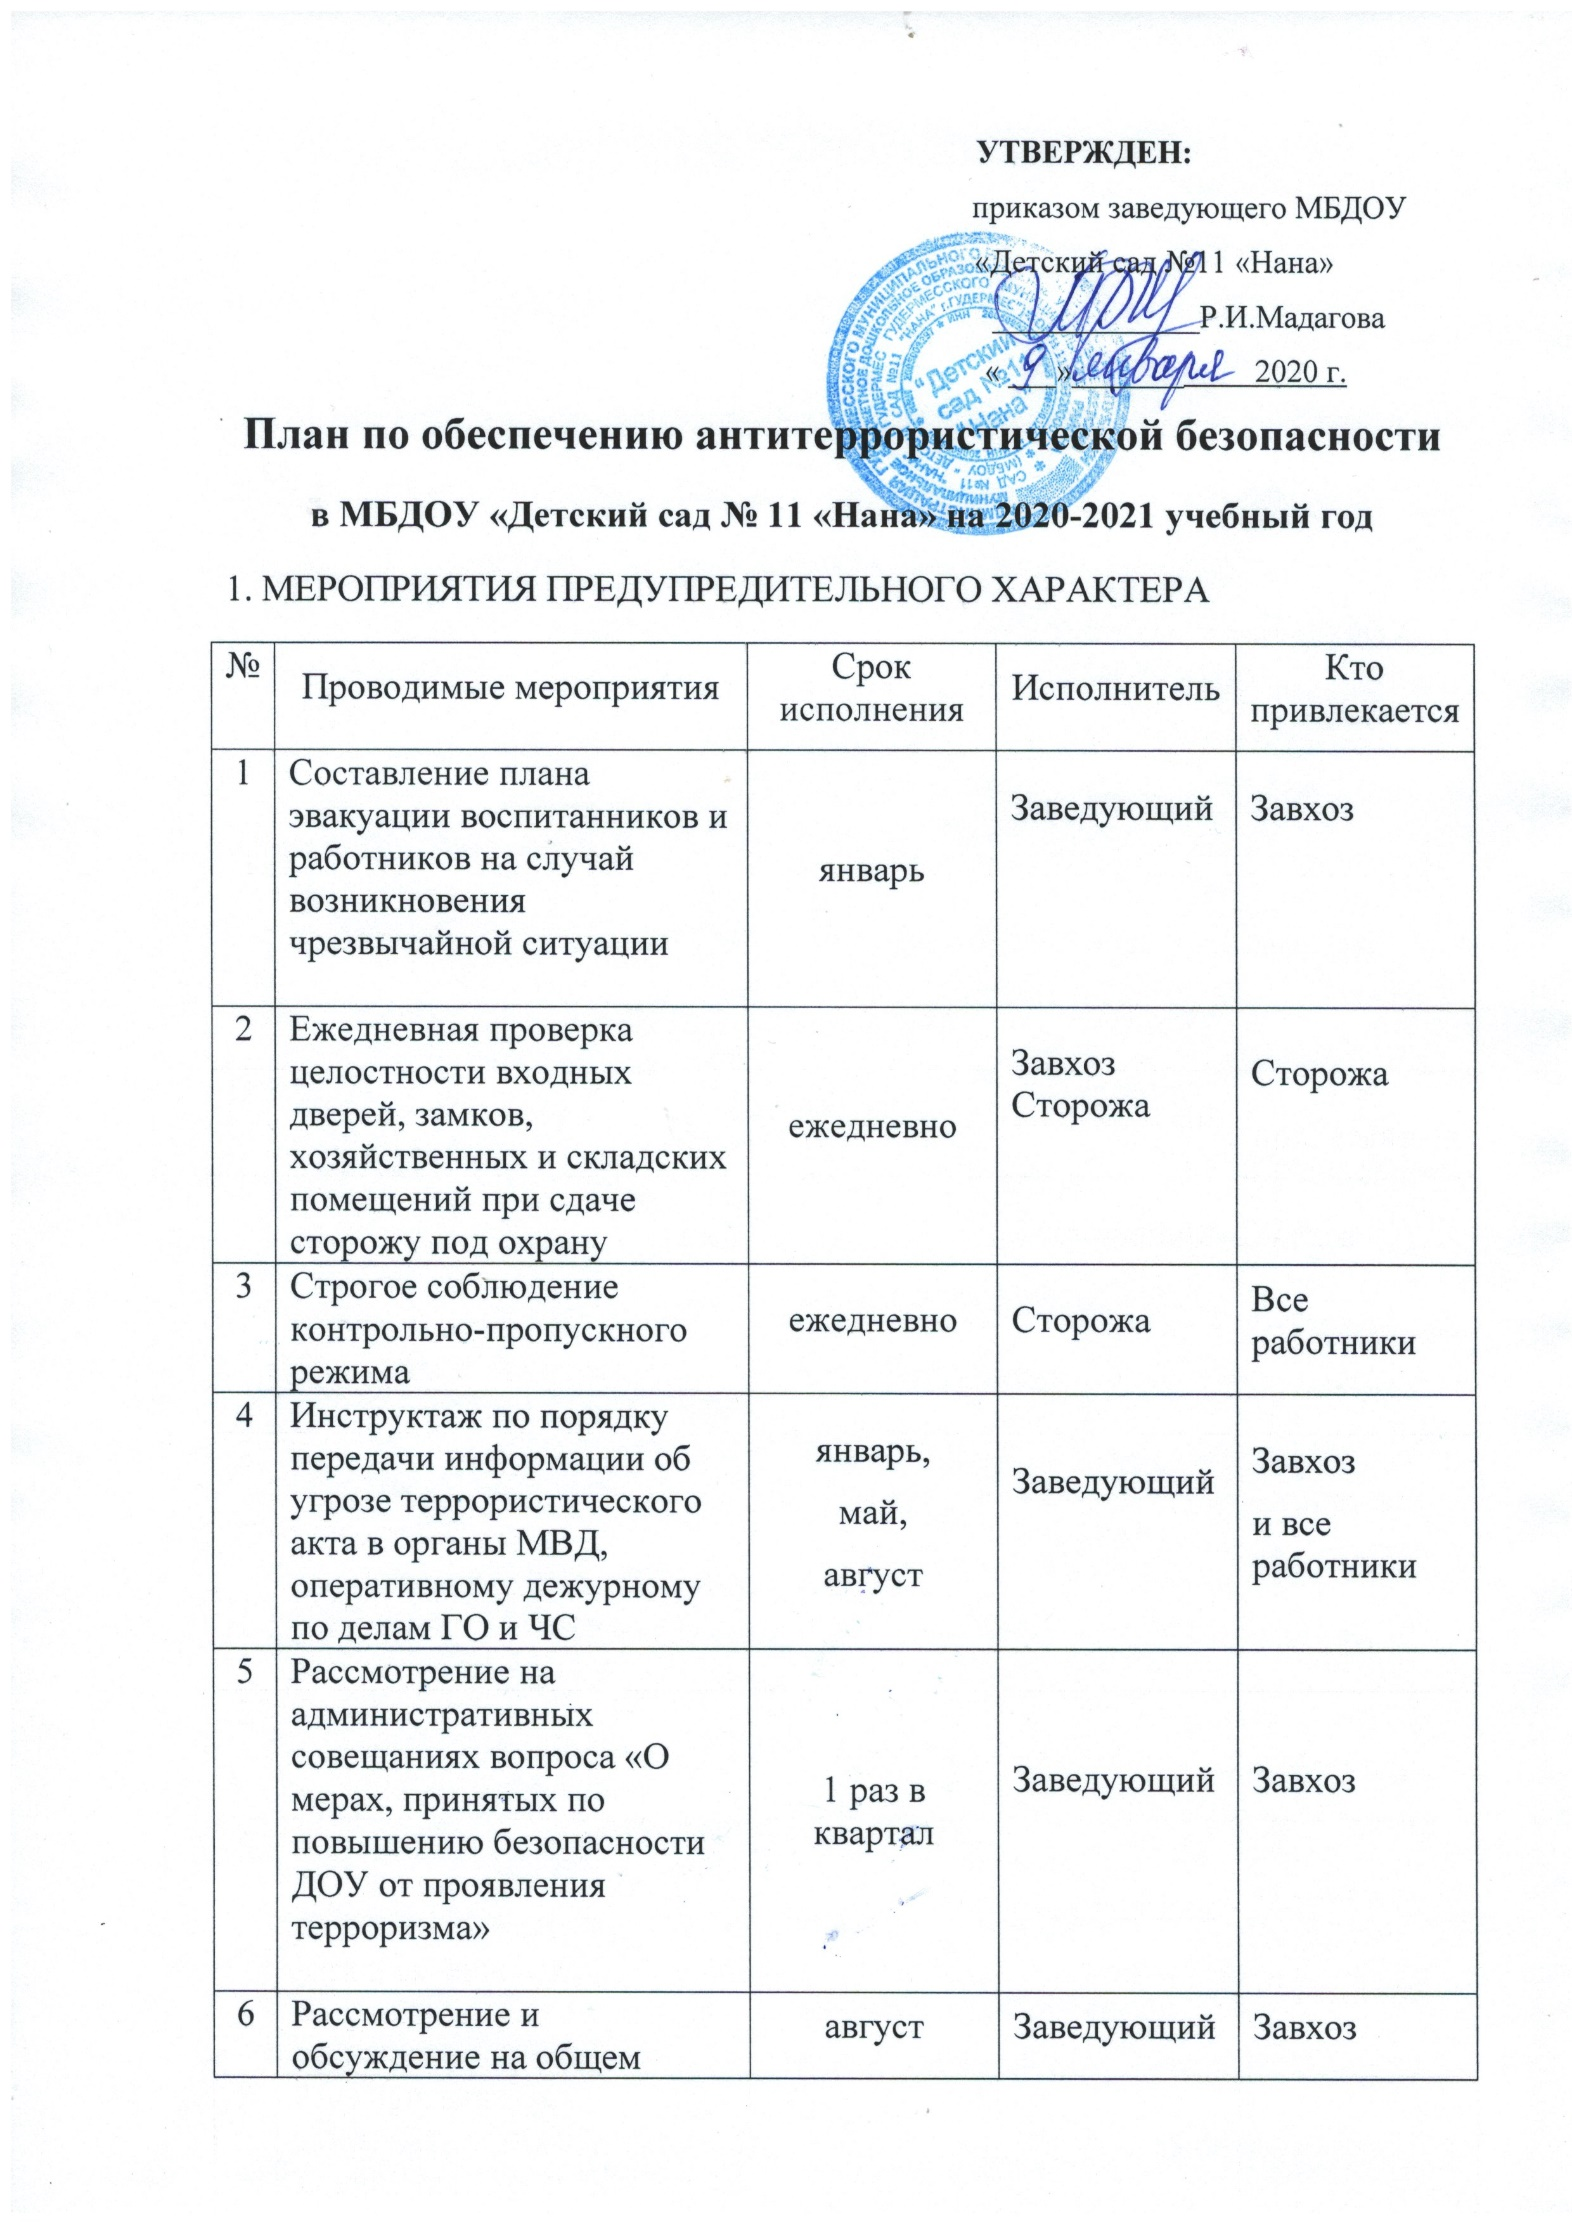 УТВЕРЖДЕН:
приказом заведующего МБДОУ
«Детский сад №11 «Нана»
Р.И.Мадагова
« 9 » января 2020 г.
"Детский
сад №11
"Нана"
План по обеспечению антитеррористической безопасности
в МБДОУ «Детский сад № 11 «Нана» на 2020-2021 учебный год
1. МЕРОПРИЯТИЯ ПРЕДУПРЕДИТЕЛЬНОГО ХАРАКТЕРА
№
Проводимые мероприятия
Срок
исполнения
Исполнитель
Кто
привлекается
1
Составление плана
эвакуации воспитанников и
работников на случай
возникновения
чрезвычайной ситуации
январь
Заведующий
Завхоз
2
Ежедневная проверка
целостности входных
дверей, замков,
хозяйственных и складских
помещений при сдаче
сторожу под охрану
ежедневно
Завхоз
Сторожа
Сторожа
3
Строгое соблюдение
контрольно-пропускного
режима
ежедневно
Сторожа
Все
работники
4
Инструктаж по порядку
передачи информации об
угрозе террористического
акта в органы МВД,
оперативному дежурному
по делам ГО и ЧС
январь,
май,
август
Заведующий
Завхоз
и все
работники
5
Рассмотрение на
административных
совещаниях вопроса «О
мерах, принятых по
повышению безопасности
ДОУ от проявления
терроризма»
1 раз в
квартал
Заведующий
Завхоз
6
Рассмотрение и
обсуждение на общем
август
Заведующий
Завхоз